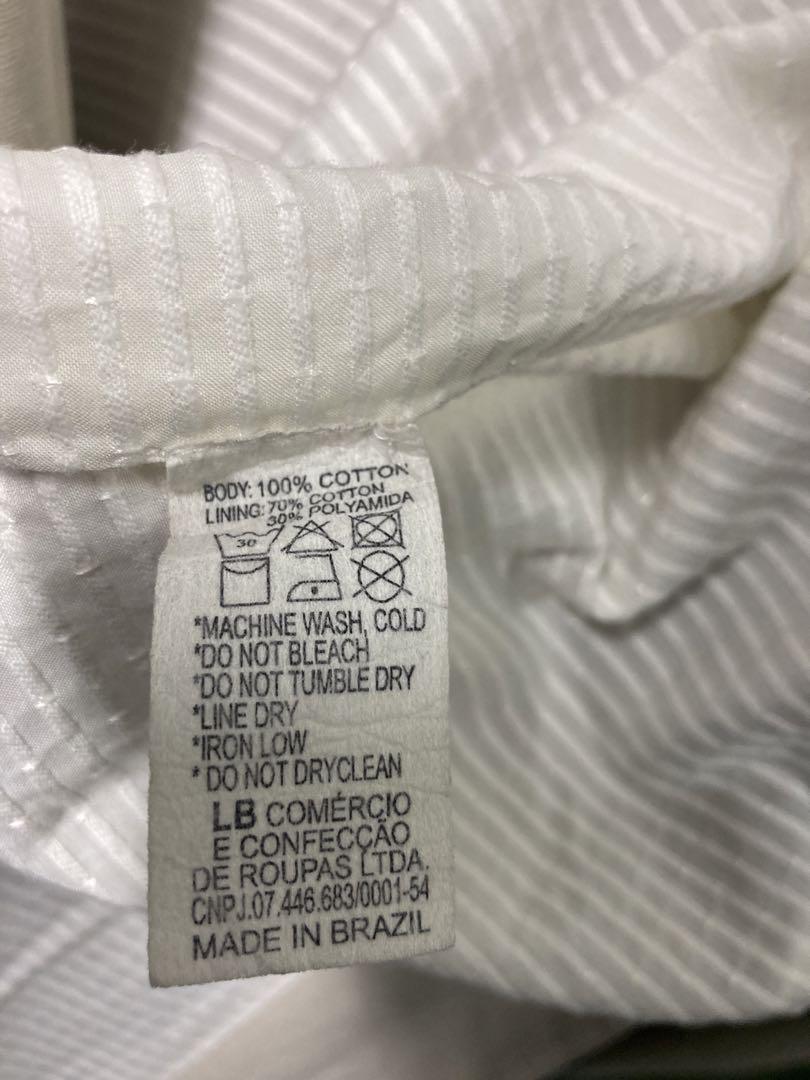 BODY: 100% COTTON
LINING: 70% COTTON
30% POLYAMIDA
30
*MACHINE WASH, COLD
*DO NOT BLEACH
*DO NOT TUMBLE DRY
*LINE DRY
*IRON LOW
* DO NOT DRYCLEAN
LB COMÉRCIO
E CONFECÇÃO
DE ROUPAS LTDA.
CNPJ.07.446.683/0001-54
MADE IN BRAZIL